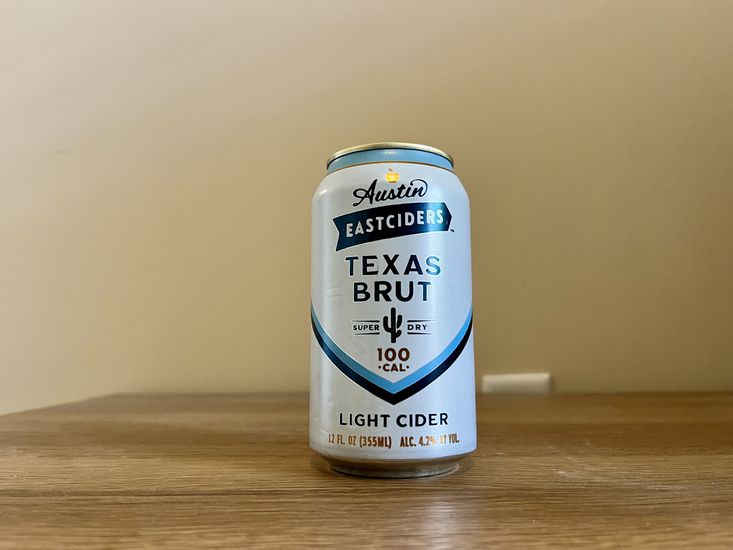 Austin
EASTCIDERS
™
TEXAS
BRUT
SUPER DRY
100
·CAL·
LIGHT CIDER
12 FL. OZ (355ML) ALC. 4.2% BY VOL.